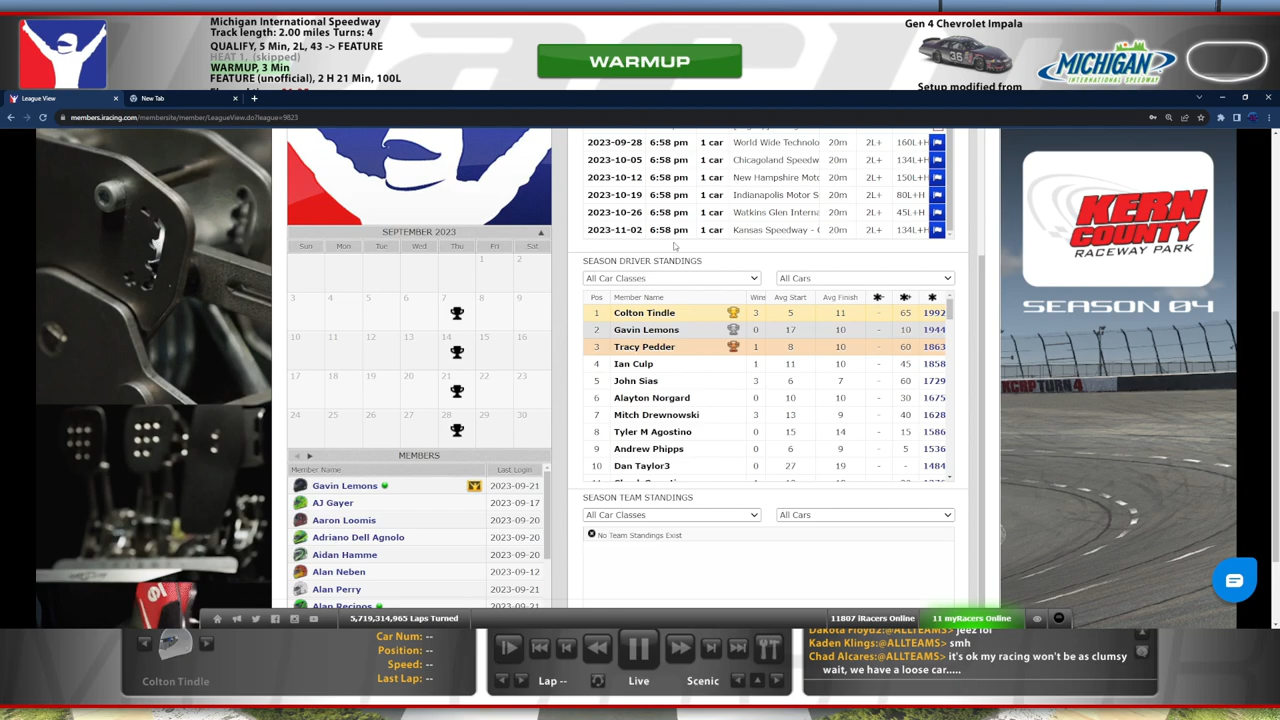 Michigan International Speedway
Track length: 2.00 miles Turns: 4
QUALIFY, 5 Min, 2L, 43 -> FEATURE
HEAT 1, (skipped)
WARMUP, 3 Min
FEATURE (unofficial), 2 H 21 Min, 100L
WARMUP
Gen 4 Chevrolet Impala
36
MICHIGAN
INTERNATIONAL SPEEDWAY
Setup modified from
League View
New Tab
members.iracing.com/membersite/member/LeagueView.do?league=9823
2023-09-28 6:58 pm 1 car World Wide Technolo 20m 2L+ 160L+H
2023-10-05 6:58 pm 1 car Chicagoland Speedw 20m 2L+ 134L+H
2023-10-12 6:58 pm 1 car New Hampshire Moto 20m 2L+ 150L+H
2023-10-19 6:58 pm 1 car Indianapolis Motor S 20m 2L+ 80L+H
2023-10-26 6:58 pm 1 car Watkins Glen Interna 20m 2L+ 45L+H
2023-11-02 6:58 pm 1 car Kansas Speedway - 20m 2L+ 134L+H
SEPTEMBER 2023
Sun Mon Tue Wed Thu Fri Sat
1 2
3 4 5 6 7 8 9
10 11 12 13 14 15 16
17 18 19 20 21 22 23
24 25 26 27 28 29 30
MEMBERS
Member Name Last Login
Gavin Lemons 2023-09-21
AJ Gayer 2023-09-17
Aaron Loomis 2023-09-20
Adriano Dell Agnolo 2023-09-20
Aidan Hamme 2023-09-20
Alan Neben 2023-09-12
Alan Perry 2023-09-21
Alan Recinos 2023-09-21
SEASON DRIVER STANDINGS
All Car Classes All Cars
Pos Member Name Wins Avg Start Avg Finish
1 Colton Tindle 3 5 11 - 65 1992
2 Gavin Lemons 0 17 10 - 10 1944
3 Tracy Pedder 1 8 10 - 60 1863
4 Ian Culp 1 11 10 - 45 1858
5 John Sias 3 6 7 - 60 1729
6 Alayton Norgard 0 10 10 - 40 1675
7 Mitch Drewnowski 3 13 9 - 40 1628
8 Tyler M Agostino 0 15 14 - 15 1586
9 Andrew Phipps 0 6 9 - 5 1536
10 Dan Taylor3 0 27 19 - - 1484
SEASON TEAM STANDINGS
All Car Classes All Cars
No Team Standings Exist
KERN
COUNTY
RACEWAY PARK
SEASON 04
KCRP TURN 4
5,719,314,965 Laps Turned
11807 iRacers Online 11 myRacers Online
Car Num: --
Position: --
Speed: --
Last Lap: --
Colton Tindle
Lap --
Live
Scenic
Dakota Floyd2:@ALLTEAMS> jeez lol
Kaden Klings:@ALLTEAMS> smh
Chad Alcares:@ALLTEAMS> it's ok my racing won't be as clumsy
wait, we have a loose car.....